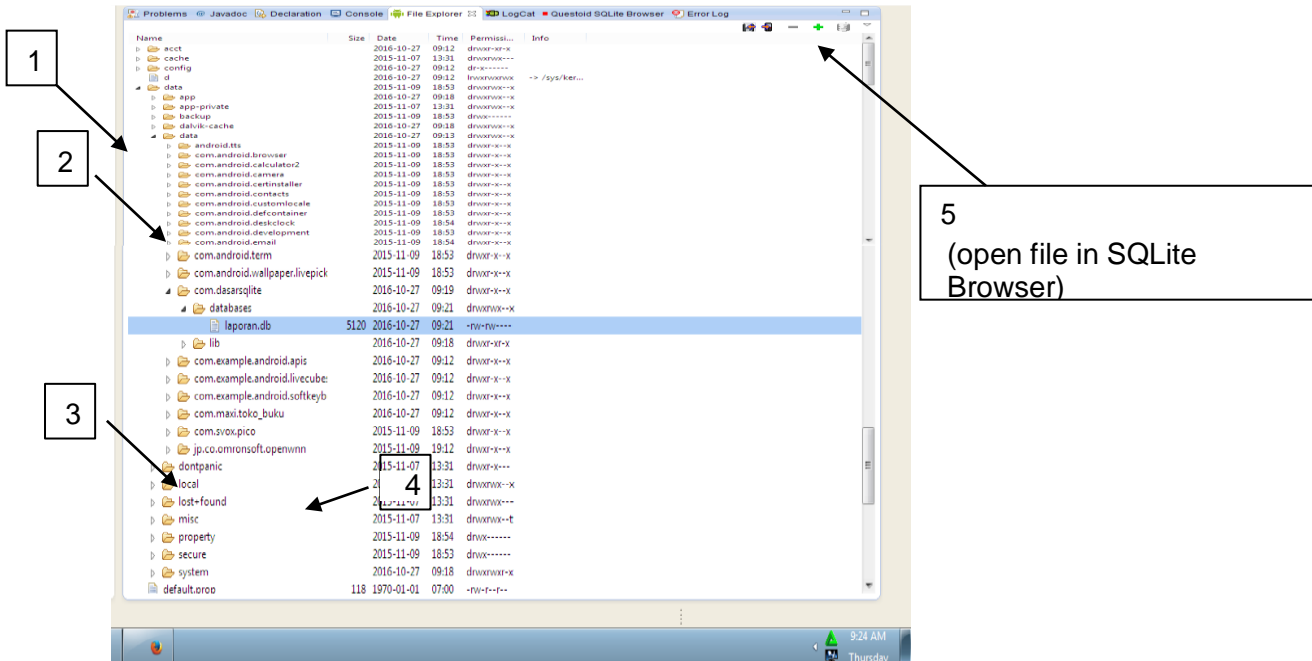 Problems @ Javadoc Declaration Console File Explorer LogCat Questoid SQLite Browser Error Log
Name Size Date Time Permissi... Info
acct 2016-10-27 09:12 drwxr-xr-x
cache 2015-11-07 13:31 drwxrwx---
config 2016-10-27 09:12 dr-x------
d 2016-10-27 09:12 lrwxrwxrwx -> /sys/ker...
data 2015-11-09 18:53 drwxrwx--x
app 2016-10-27 09:18 drwxrwx--x
app-private 2015-11-07 13:31 drwxrwx--x
backup 2015-11-09 18:53 drwx------
dalvik-cache 2016-10-27 09:18 drwxrwx--x
data 2016-10-27 09:13 drwxrwx--x
android.tts 2015-11-09 18:53 drwxr-x--x
com.android.browser 2015-11-09 18:53 drwxr-x--x
com.android.calculator2 2015-11-09 18:53 drwxr-x--x
com.android.camera 2015-11-09 18:53 drwxr-x--x
com.android.certinstaller 2015-11-09 18:53 drwxr-x--x
com.android.contacts 2015-11-09 18:53 drwxr-x--x
com.android.customlocale 2015-11-09 18:53 drwxr-x--x
com.android.defcontainer 2015-11-09 18:53 drwxr-x--x
com.android.deskclock 2015-11-09 18:54 drwxr-x--x
com.android.development 2015-11-09 18:53 drwxr-x--x
com.android.email 2015-11-09 18:54 drwxr-x--x
com.android.term 2015-11-09 18:53 drwxr-x--x
com.android.wallpaper.livepick 2015-11-09 18:53 drwxr-x--x
com.dasarsqlite 2016-10-27 09:19 drwxr-x--x
databases 2016-10-27 09:21 drwxrwx--x
laporan.db 5120 2016-10-27 09:21 -rw-rw----
lib 2016-10-27 09:18 drwxr-xr-x
com.example.android.apis 2016-10-27 09:12 drwxr-x--x
com.example.android.livecube: 2016-10-27 09:12 drwxr-x--x
com.example.android.softkeyb 2016-10-27 09:12 drwxr-x--x
com.maxi.toko_buku 2016-10-27 09:12 drwxr-x--x
com.svox.pico 2015-11-09 18:53 drwxr-x--x
jp.co.omronsoft.openwnn 2015-11-09 19:12 drwxr-x--x
dontpanic 2015-11-07 13:31 drwxr-x---
local 13:31 drwxrwx--x
lost+found 2015-11-07 13:31 drwxrwx---
misc 2015-11-07 13:31 drwxrwx--t
property 2015-11-09 18:54 drwx------
secure 2015-11-09 18:53 drwx------
system 2016-10-27 09:18 drwxrwxr-x
default.prop 118 1970-01-01 07:00 -rw-r--r--
1
2
3
4
5
(open file in SQLite
Browser)
9:24 AM
Thursday